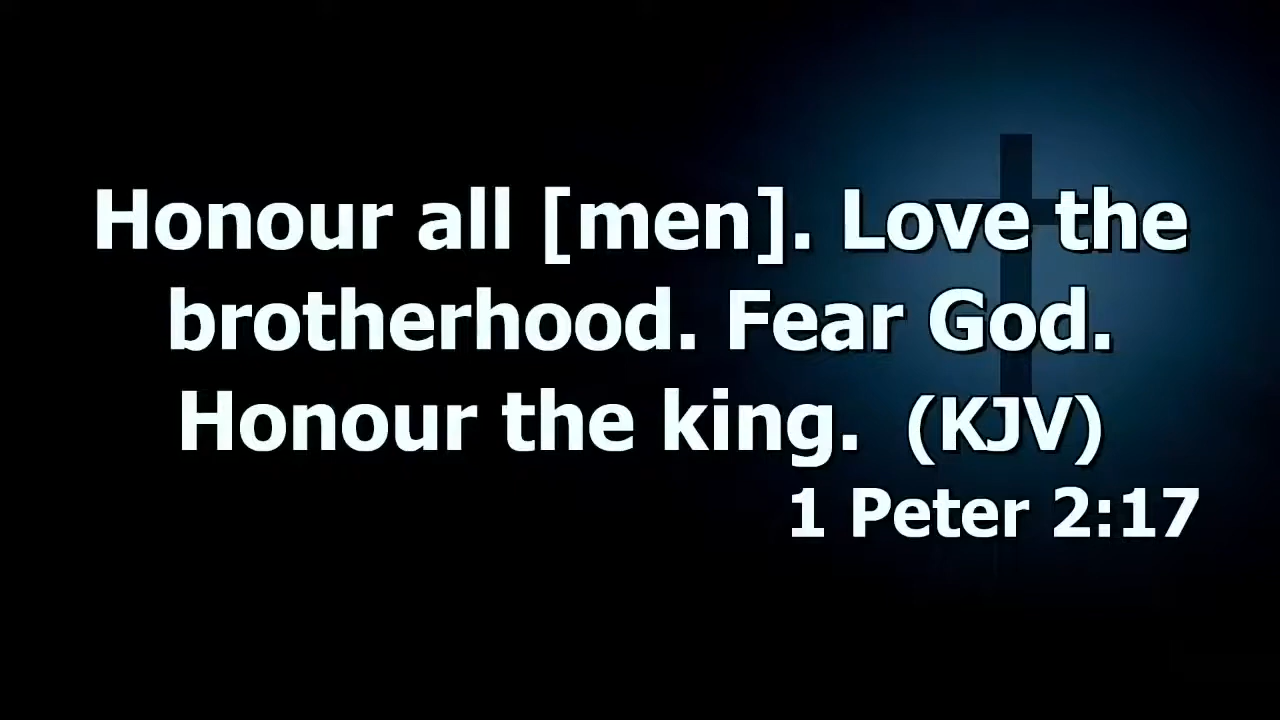 Honour all [men]. Love the
brotherhood. Fear God.
Honour the king.  (KJV)
1 Peter 2:17